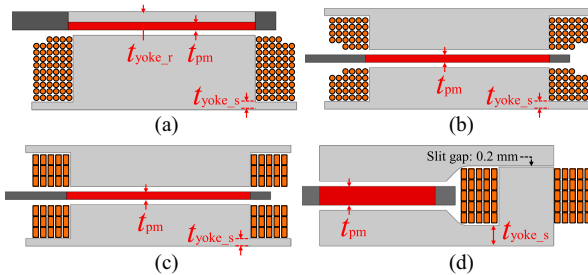 t_yoke_r t_pm
t_yoke_s
(a)
t_pm
t_yoke_s
(b)
t_pm
t_yoke_s
(c)
Slit gap: 0.2 mm
t_pm
t_yoke_s
(d)